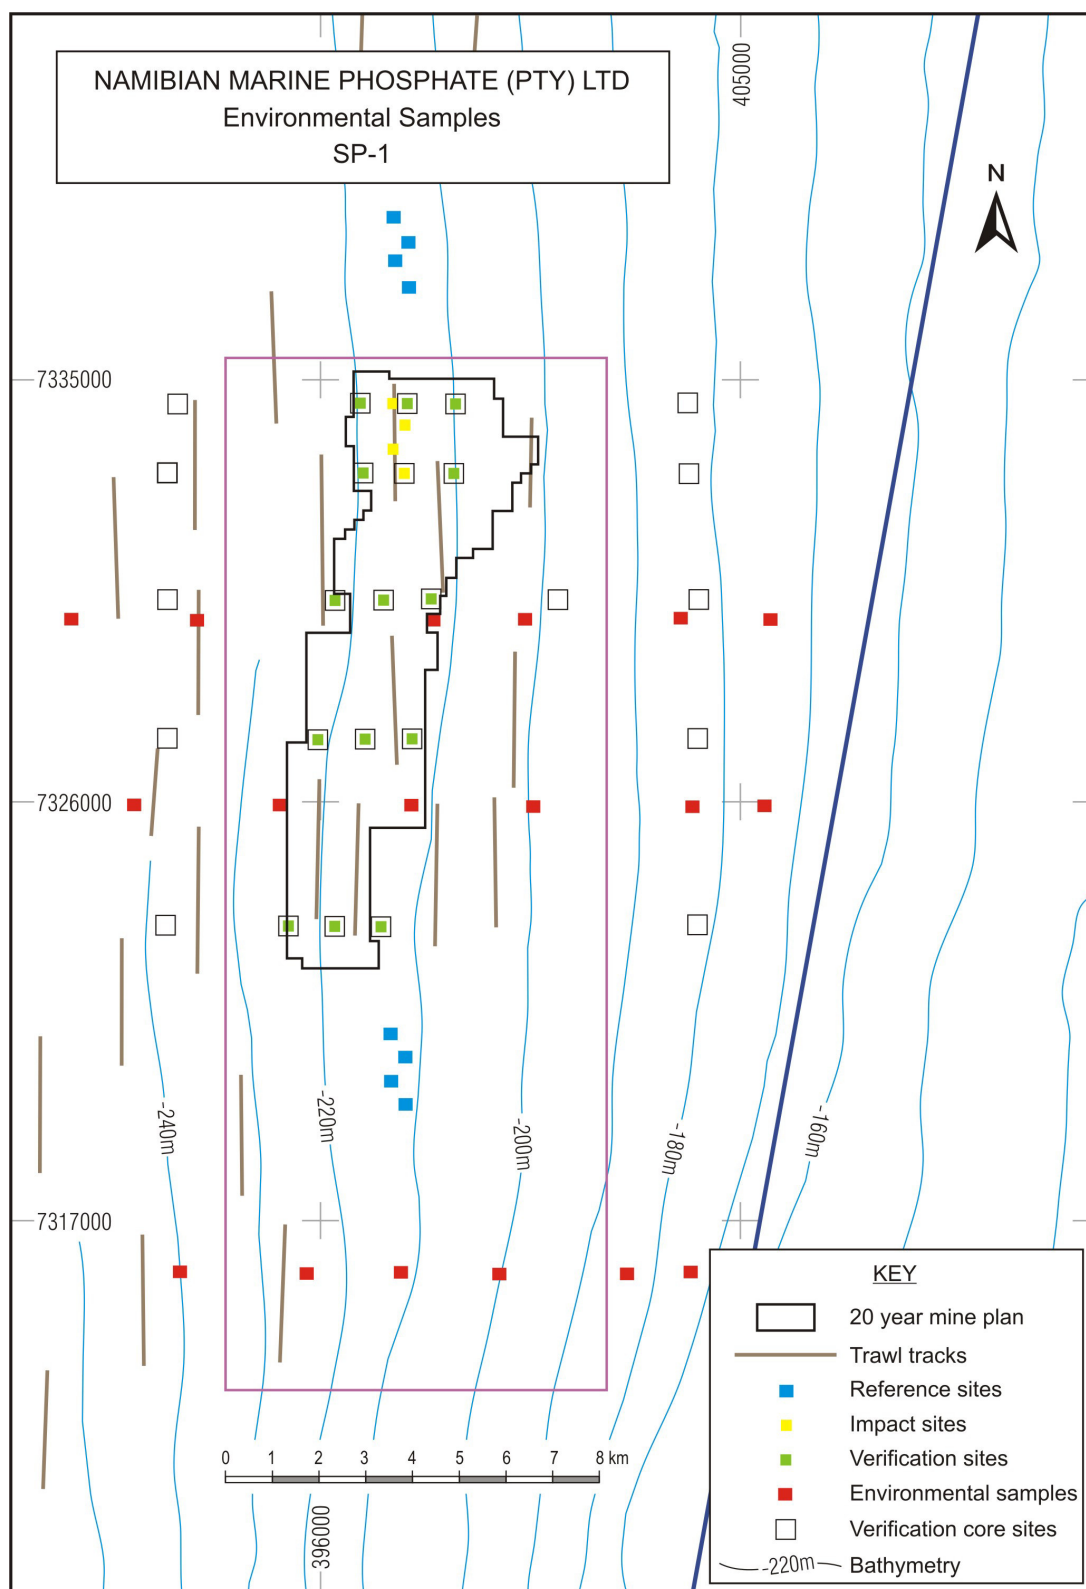 NAMIBIAN MARINE PHOSPHATE (PTY) LTD
Environmental Samples
SP-1
405000
N
7335000
7326000
-240m
-220m
-200m
-180m
-160m
7317000
0 1 2 3 4 5 6 7 8 km
396000
KEY
20 year mine plan
Trawl tracks
Reference sites
Impact sites
Verification sites
Environmental samples
Verification core sites
-220m Bathymetry